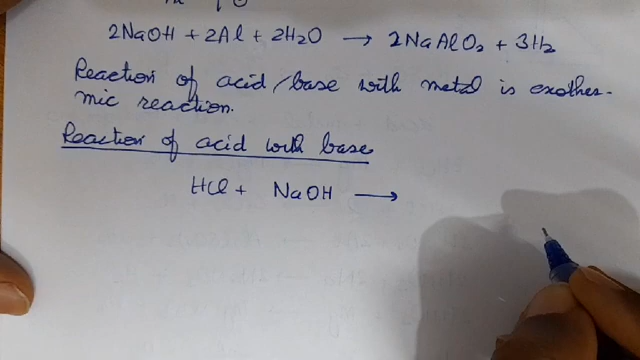 2NaOH + 2Al + 2H₂O → 2NaAlO₂ + 3H₂
Reaction of acid/base with metal is exother-
mic reaction.
Reaction of acid with base
HCl + NaOH →